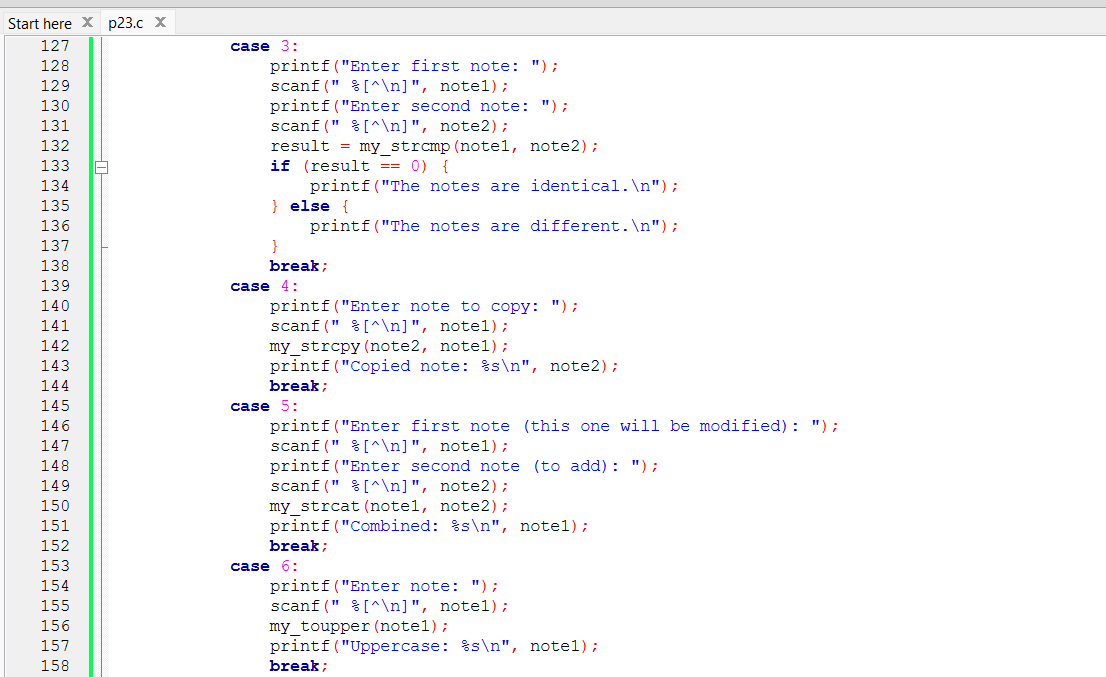 Start here X p23.c X
127 case 3:
128 printf("Enter first note: ");
129 scanf(" %[^\n]", note1);
130 printf("Enter second note: ");
131 scanf(" %[^\n]", note2);
132 result = my_strcmp(note1, note2);
133 if (result == 0) {
134 printf("The notes are identical.\n");
135 } else {
136 printf("The notes are different.\n");
137 }
138 break;
139 case 4:
140 printf("Enter note to copy: ");
141 scanf(" %[^\n]", note1);
142 my_strcpy(note2, note1);
143 printf("Copied note: %s\n", note2);
144 break;
145 case 5:
146 printf("Enter first note (this one will be modified): ");
147 scanf(" %[^\n]", note1);
148 printf("Enter second note (to add): ");
149 scanf(" %[^\n]", note2);
150 my_strcat(note1, note2);
151 printf("Combined: %s\n", note1);
152 break;
153 case 6:
154 printf("Enter note: ");
155 scanf(" %[^\n]", note1);
156 my_toupper(note1);
157 printf("Uppercase: %s\n", note1);
158 break;